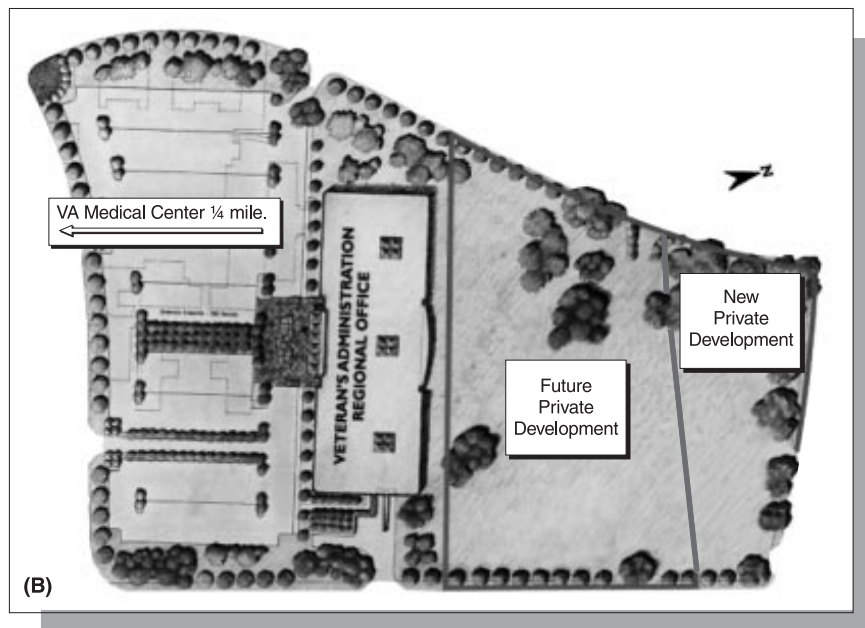 VA Medical Center ¼ mile.
VETERAN'S ADMINISTRATION
REGIONAL OFFICE
N
New
Private
Development
Future
Private
Development
(B)